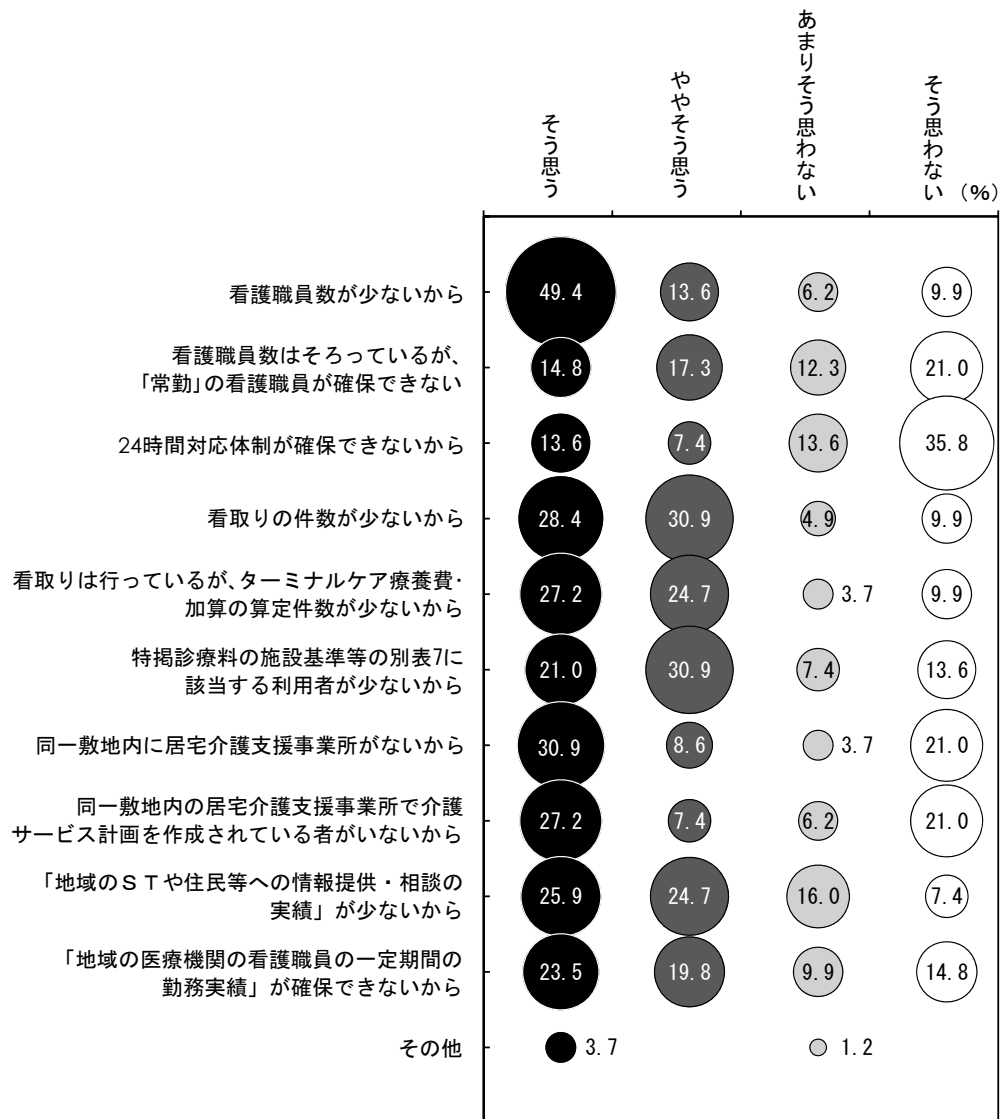 そう思う
ややそう思う
あまりそう思わない
そう思わない
(%)
看護職員数が少ないから
49.4 13.6 6.2 9.9
看護職員数はそろっているが、
「常勤」の看護職員が確保できない
14.8 17.3 12.3 21.0
24時間対応体制が確保できないから
13.6 7.4 13.6 35.8
看取りの件数が少ないから
28.4 30.9 4.9 9.9
看取りは行っているが、ターミナルケア療養費・
加算の算定件数が少ないから
27.2 24.7 3.7 9.9
特掲診療料の施設基準等の別表7に
該当する利用者が少ないから
21.0 30.9 7.4 13.6
同一敷地内に居宅介護支援事業所がないから
30.9 8.6 3.7 21.0
同一敷地内の居宅介護支援事業所で介護
サービス計画を作成されている者がいないから
27.2 7.4 6.2 21.0
「地域のSTや住民等への情報提供・相談の
実績」が少ないから
25.9 24.7 16.0 7.4
「地域の医療機関の看護職員の一定期間の
勤務実績」が確保できないから
23.5 19.8 9.9 14.8
その他
3.7 1.2